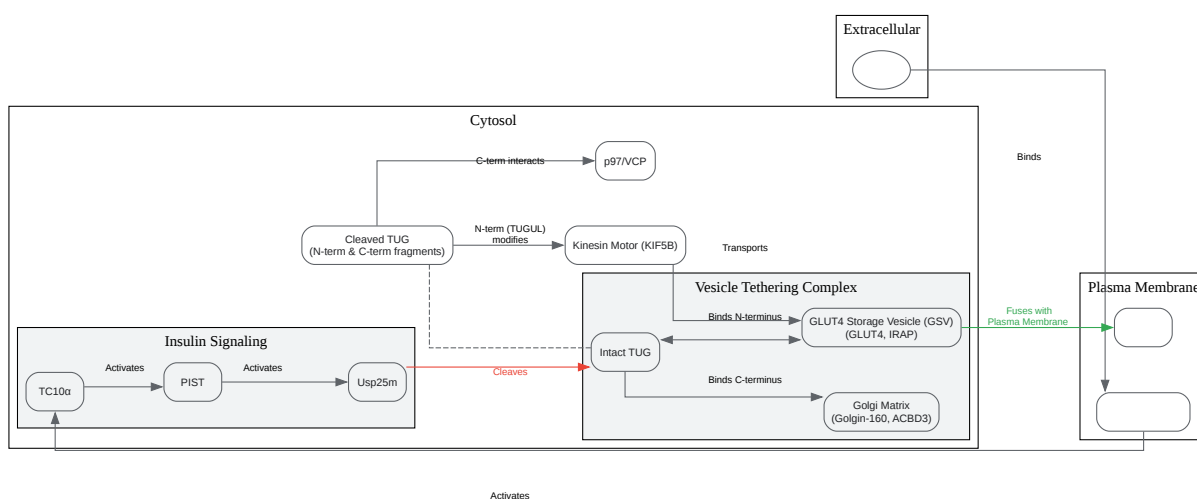 Extracellular
Cytosol
Binds
C-term interacts
p97/VCP
Cleaved TUG
(N-term & C-term fragments)
N-term (TUGUL)
modifies
Kinesin Motor (KIF5B)
Transports
Vesicle Tethering Complex
Plasma Membrane
Binds N-terminus
GLUT4 Storage Vesicle (GSV)
(GLUT4, IRAP)
Fuses with
Plasma Membrane
Insulin Signaling
Intact TUG
Activates
Activates
TC10α
PIST
Usp25m
Cleaves
Binds C-terminus
Golgi Matrix
(Golgin-160, ACBD3)
Activates